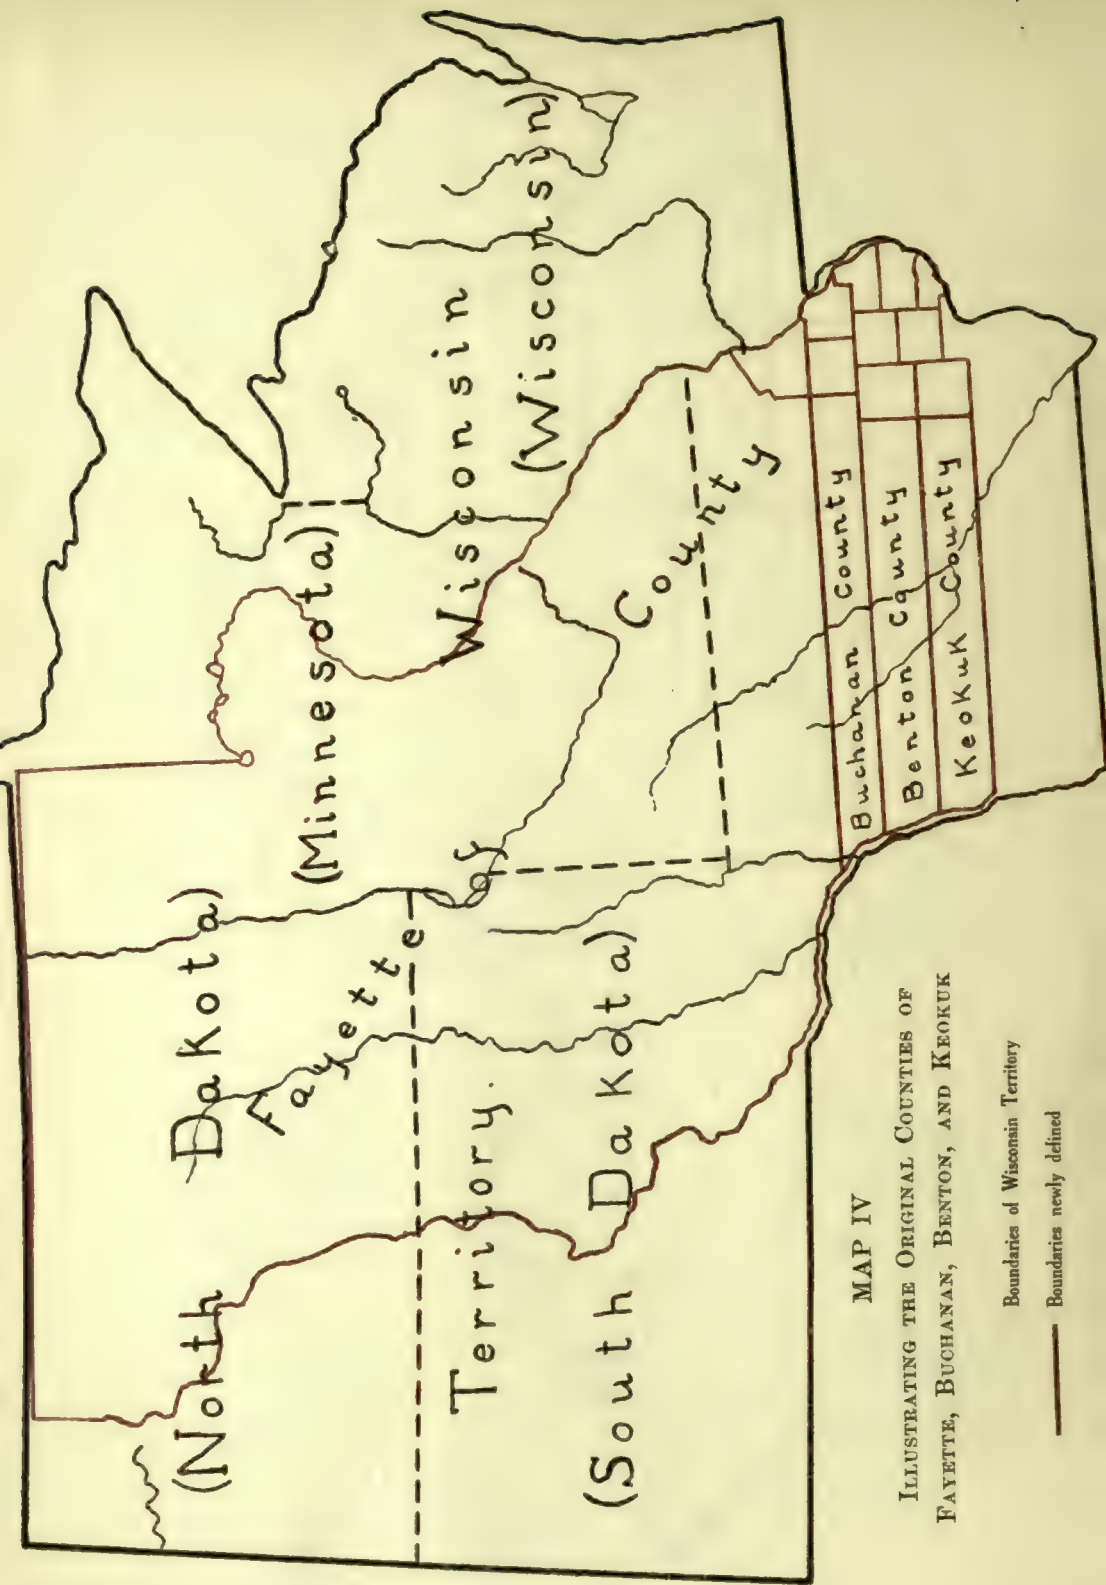 (North Dakota)
(Minnesota)
Fayette County
Wisconsin
Territory.
(Wisconsin)
(South Dakota)
Buchanan County
Benton County
Keokuk County
MAP IV
ILLUSTRATING THE ORIGINAL COUNTIES OF
FAYETTE, BUCHANAN, BENTON, AND KEOKUK
Boundaries of Wisconsin Territory
Boundaries newly defined